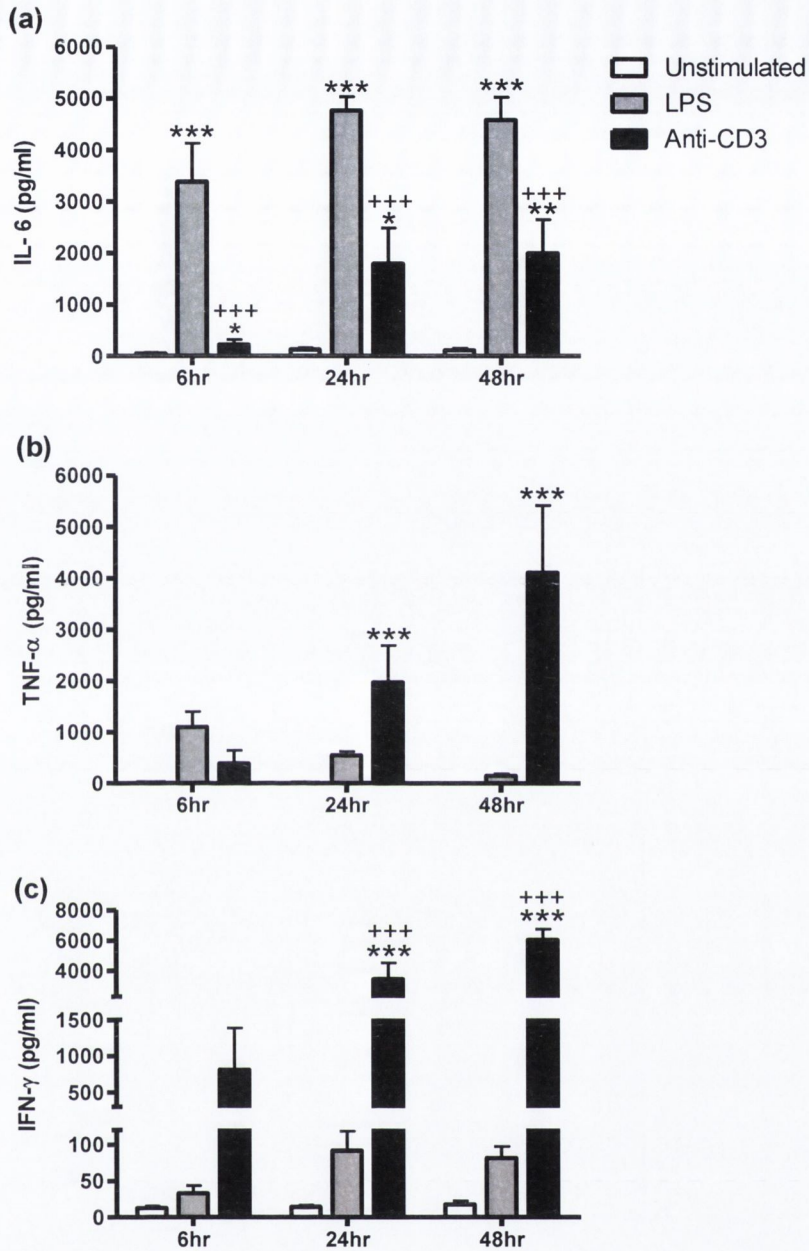 (a)
6000
5000
4000
3000
2000
1000
0
IL- 6 (pg/ml)
***
+++
*
***
+++
*
***
+++
**
6hr
24hr
48hr
Unstimulated
LPS
Anti-CD3
(b)
6000
5000
4000
3000
2000
1000
0
TNF-α (pg/ml)
***
***
6hr
24hr
48hr
(c)
8000
6000
4000
1500
1000
500
100
50
0
IFN-γ (pg/ml)
+++
***
+++
***
6hr
24hr
48hr